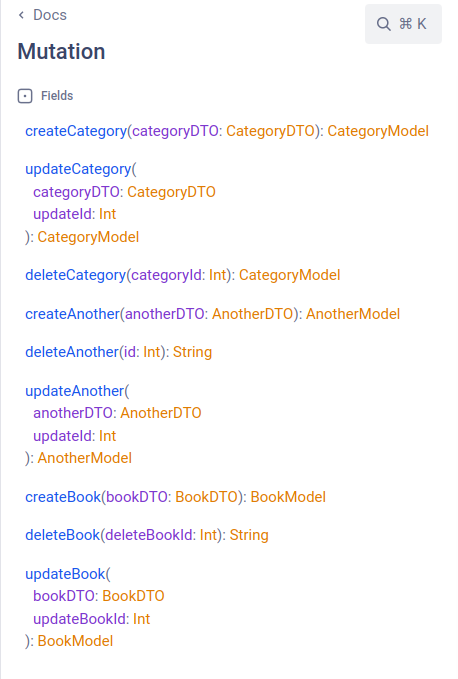 Docs
⌘ K
Mutation
Fields
createCategory(categoryDTO: CategoryDTO): CategoryModel
updateCategory(
categoryDTO: CategoryDTO
updateId: Int
): CategoryModel
deleteCategory(categoryId: Int): CategoryModel
createAnother(anotherDTO: AnotherDTO): AnotherModel
deleteAnother(id: Int): String
updateAnother(
anotherDTO: AnotherDTO
updateId: Int
): AnotherModel
createBook(bookDTO: BookDTO): BookModel
deleteBook(deleteBookId: Int): String
updateBook(
bookDTO: BookDTO
updateBookId: Int
): BookModel